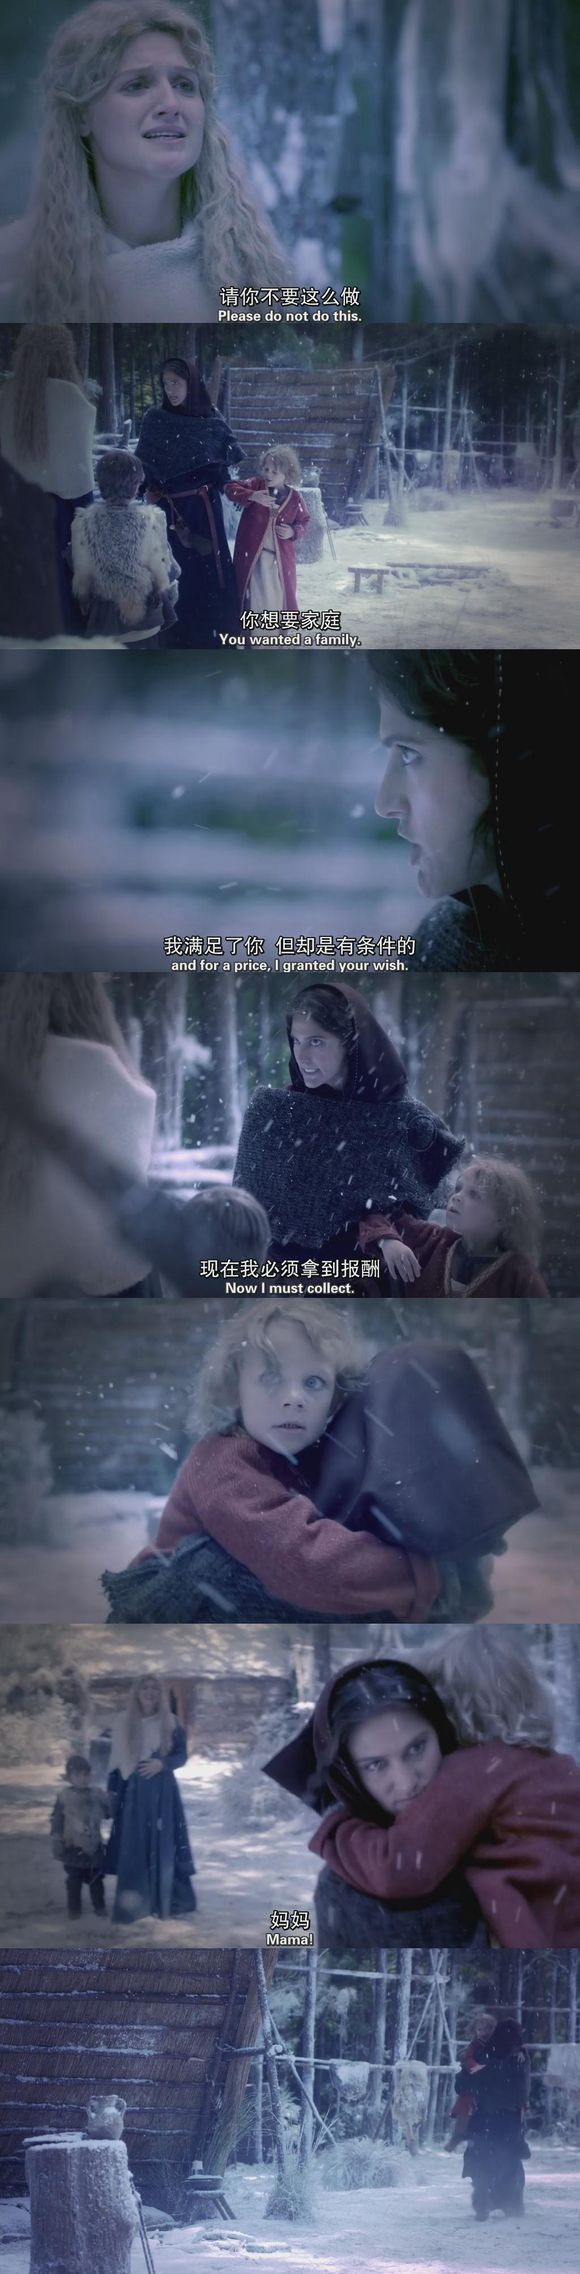 请你不要这么做
Please do not do this.
你想要家庭
You wanted a family.
我满足了你 但却是有条件的
and for a price, I granted your wish.
现在我必须拿到报酬
Now I must collect.
妈妈
Mama!